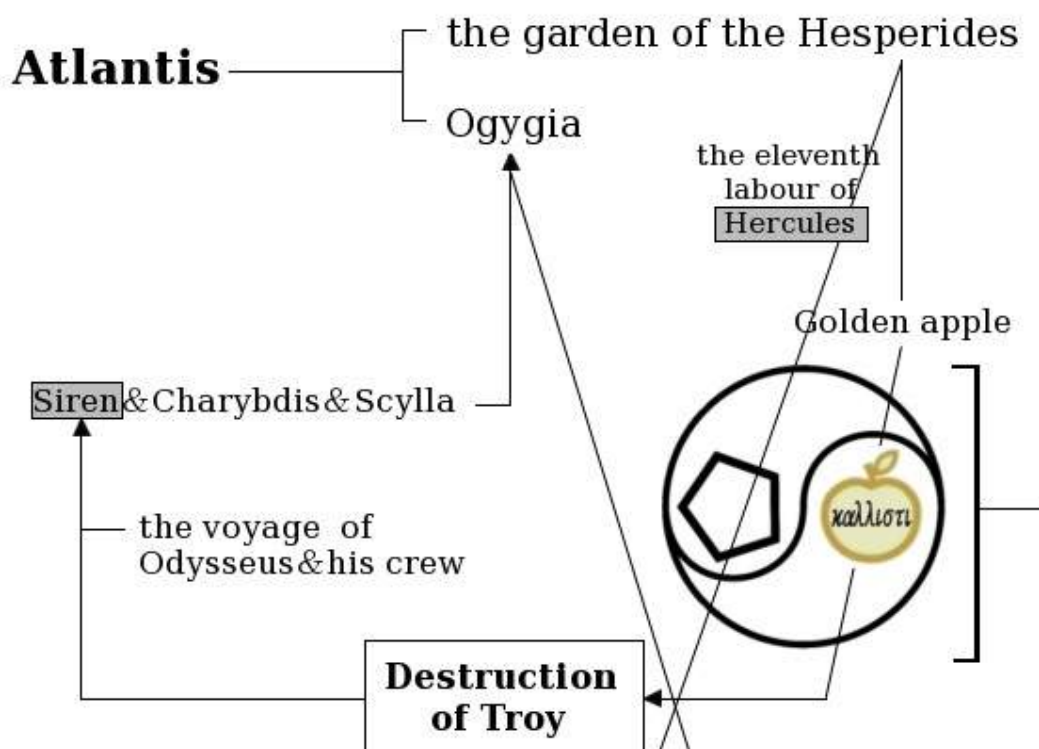 the garden of the Hesperides
Atlantis
Ogygia
the eleventh
labour of
Hercules
Golden apple
Siren&Charybdis&Scylla
καλλιστι
the voyage of
Odysseus&his crew
Destruction
of Troy